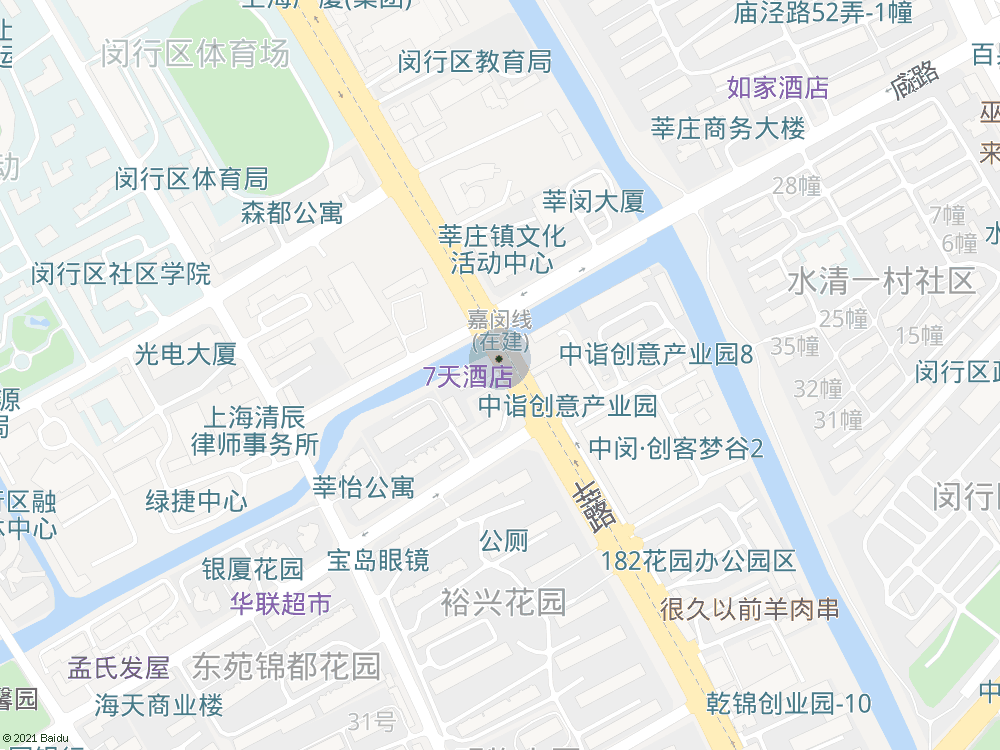 上海广厦(集团)
庙泾路52弄-1幢
闵行区体育场
闵行区教育局
如家酒店
莘庄商务大楼
28幢
闵行区体育局
森都公寓
莘闵大厦
7幢
6幢
莘庄镇文化
活动中心
闵行区社区学院
水清一村社区
嘉闵线
(在建)
25幢
15幢
35幢
光电大厦
7天酒店
中诣创意产业园8
闵行区政
32幢
31幢
中诣创意产业园
上海清辰
律师事务所
中闵·创客梦谷2
莘怡公寓
绿捷中心
行区融
体中心
闵行
公厕
宝岛眼镜
银厦花园
182花园办公园区
华联超市
裕兴花园
很久以前羊肉串
孟氏发屋
东苑锦都花园
馨园
海天商业楼
31号
乾锦创业园-10
© 2021 Baidu